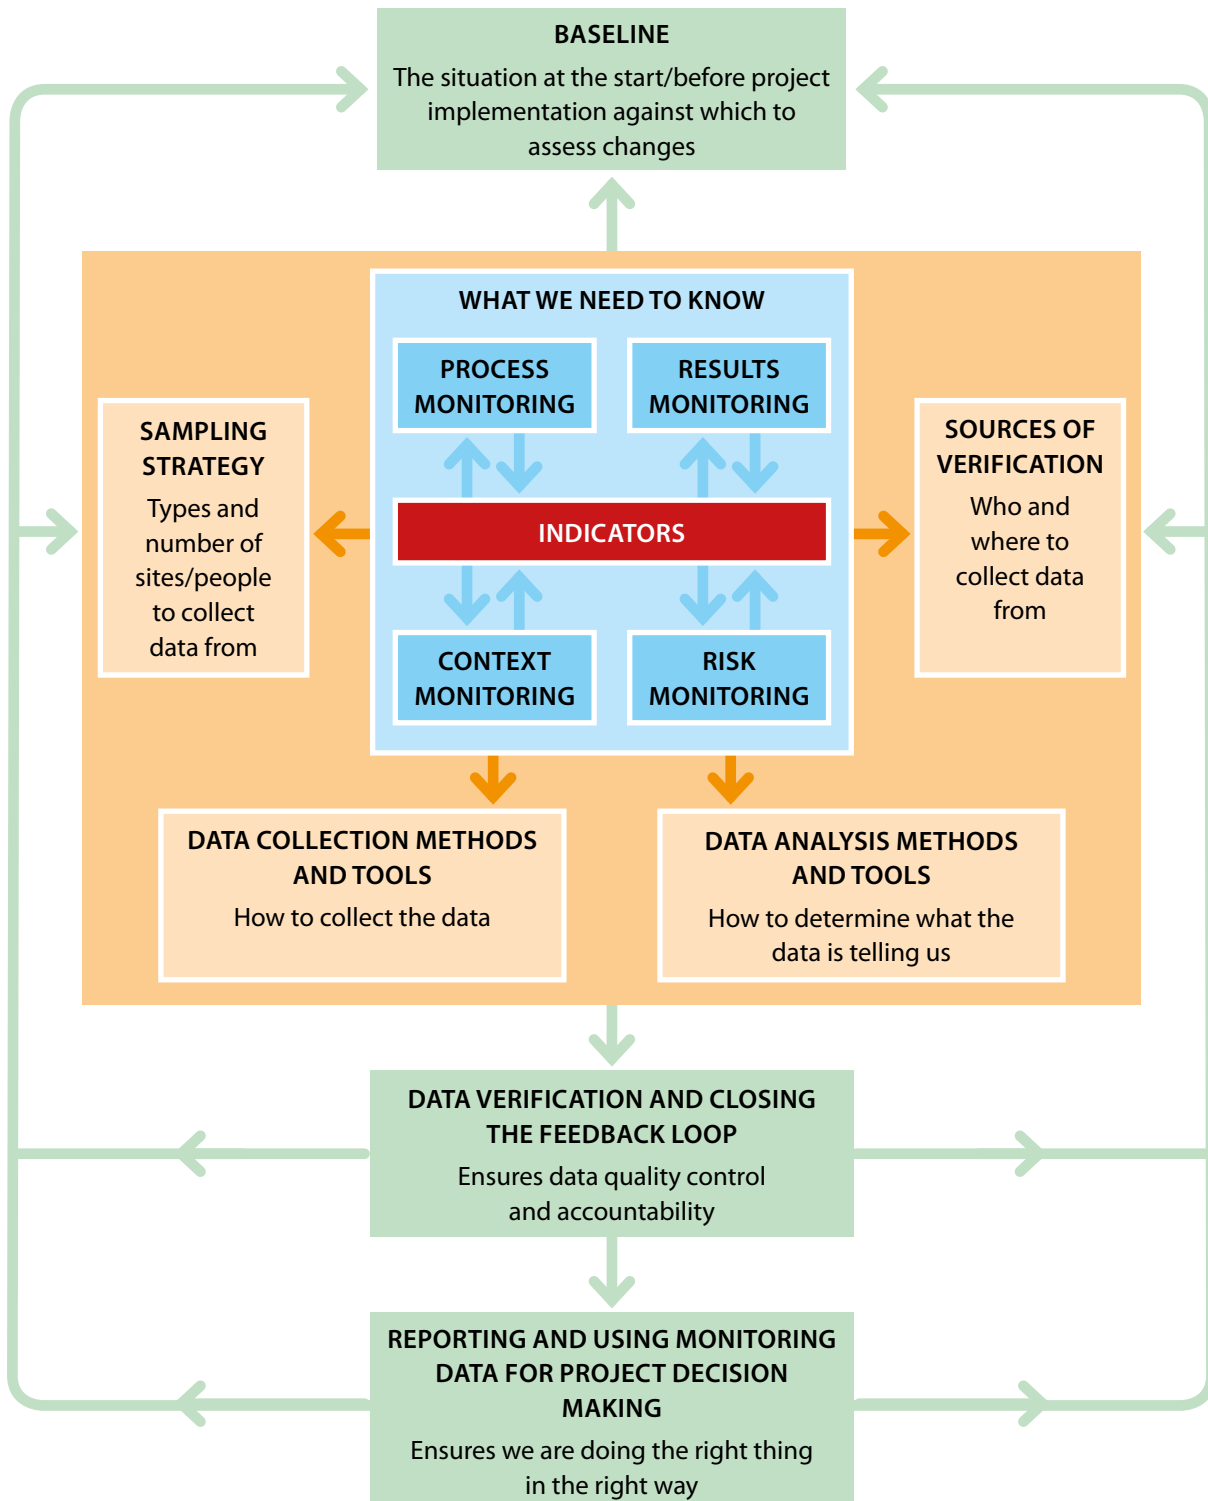 BASELINE
The situation at the start/before project
implementation against which to
assess changes
WHAT WE NEED TO KNOW
PROCESS
MONITORING
RESULTS
MONITORING
SAMPLING
STRATEGY
Types and
number of
sites/people
to collect
data from
INDICATORS
SOURCES OF
VERIFICATION
Who and
where to
collect data
from
CONTEXT
MONITORING
RISK
MONITORING
DATA COLLECTION METHODS
AND TOOLS
How to collect the data
DATA ANALYSIS METHODS
AND TOOLS
How to determine what the
data is telling us
DATA VERIFICATION AND CLOSING
THE FEEDBACK LOOP
Ensures data quality control
and accountability
REPORTING AND USING MONITORING
DATA FOR PROJECT DECISION
MAKING
Ensures we are doing the right thing
in the right way